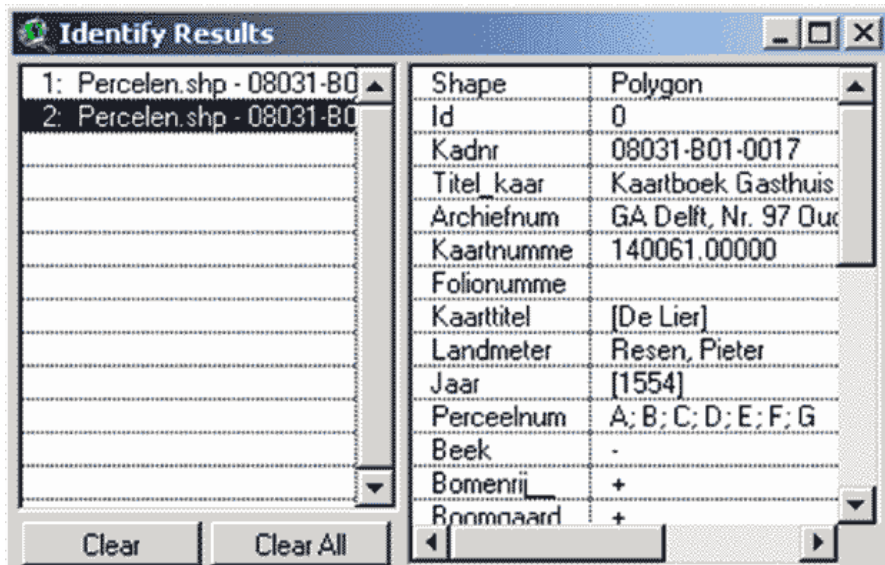 Identify Results
1: Percelen.shp - 08031-B0
2: Percelen.shp - 08031-B0
Shape Polygon
Id 0
Kadnr 08031-B01-0017
Titel_kaar Kaartboek Gasthuis
Archiefnum GA Delft, Nr. 97 Oud
Kaartnumme 140061.00000
Folionumme
Kaarttitel [De Lier]
Landmeter Resen, Pieter
Jaar [1554]
Perceelnum A; B; C; D; E; F; G
Beek -
Bomenrij__ +
Boomgaard +
Clear Clear All